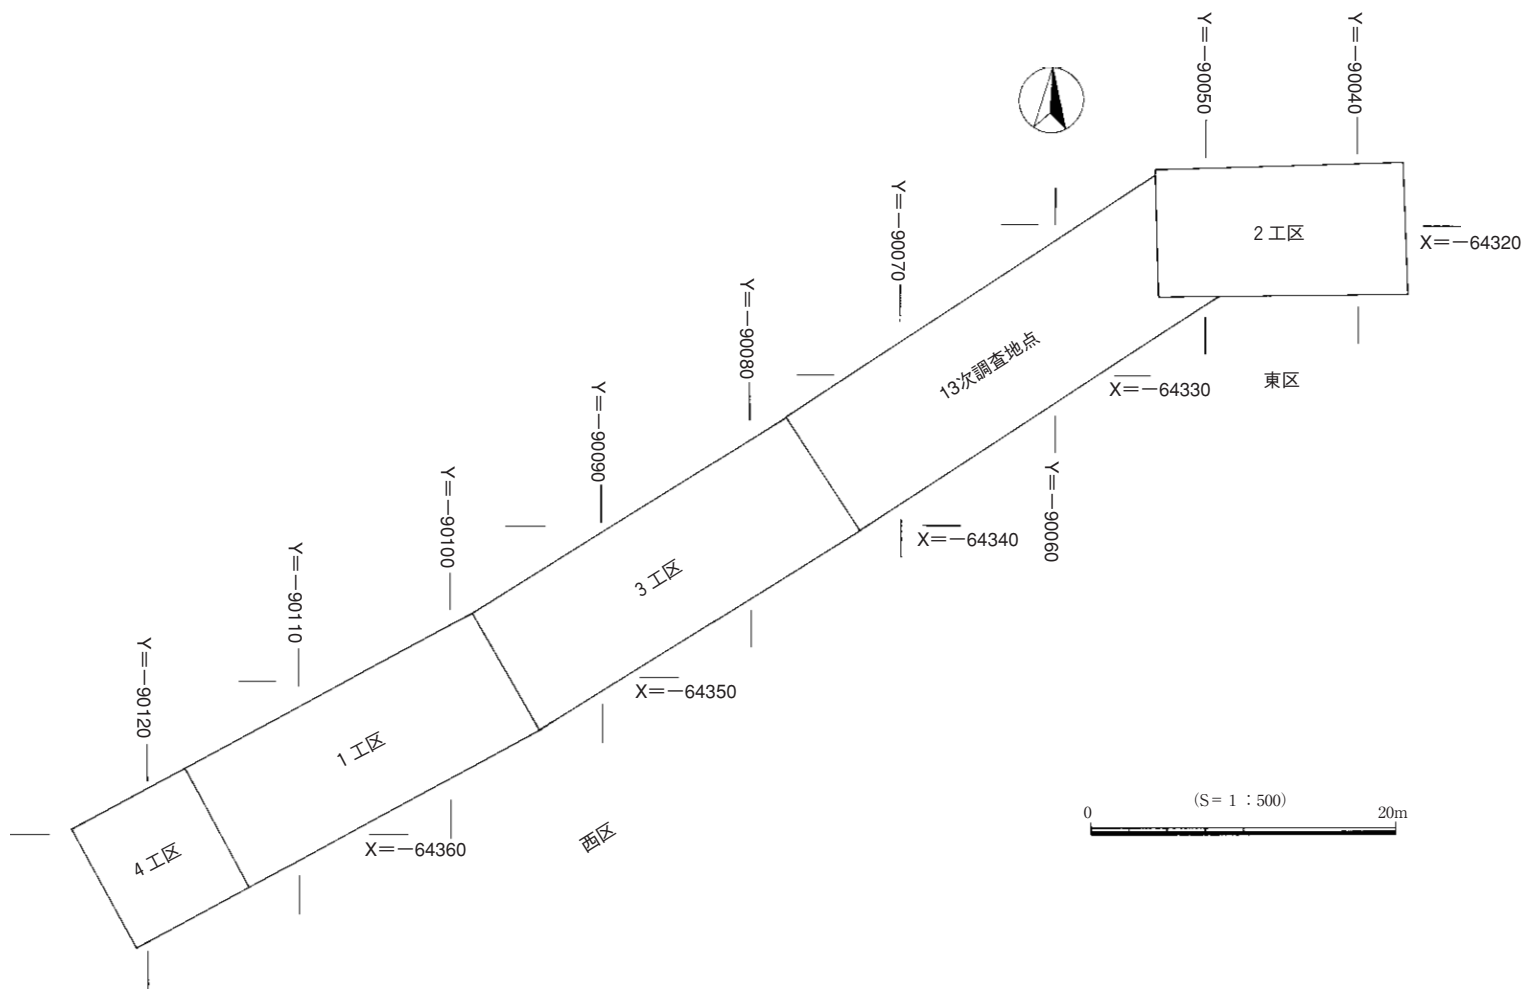 Y=−90050
Y=−90040
Y=−90070
2 工区
X=−64320
Y=−90080
13次調査地点
X=−64330
東区
Y=−90090
Y=−90100
Y=−90060
X=−64340
Y=−90110
3 工区
Y=−90120
X=−64350
1 工区
(S= 1 : 500)
0 20m
4 工区
X=−64360
西区